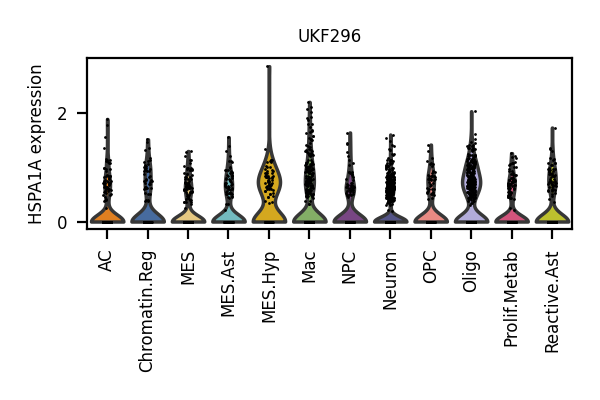 UKF296
HSPA1A expression
2
0
AC
Chromatin.Reg
MES
MES.Ast
MES.Hyp
Mac
NPC
Neuron
OPC
Oligo
Prolif.Metab
Reactive.Ast